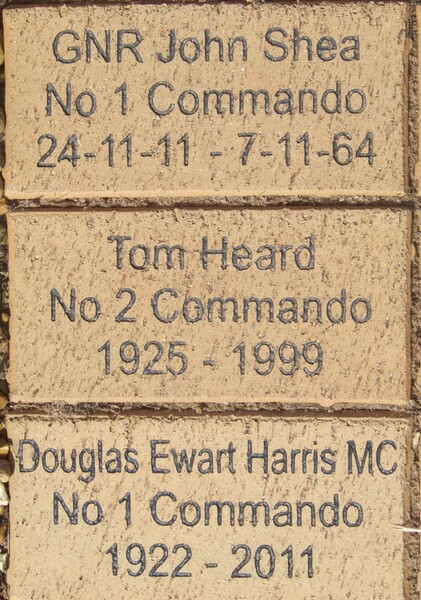 GNR John Shea
No 1 Commando
24-11-11 - 7-11-64
Tom Heard
No 2 Commando
1925 - 1999
Douglas Ewart Harris MC
No 1 Commando
1922 - 2011